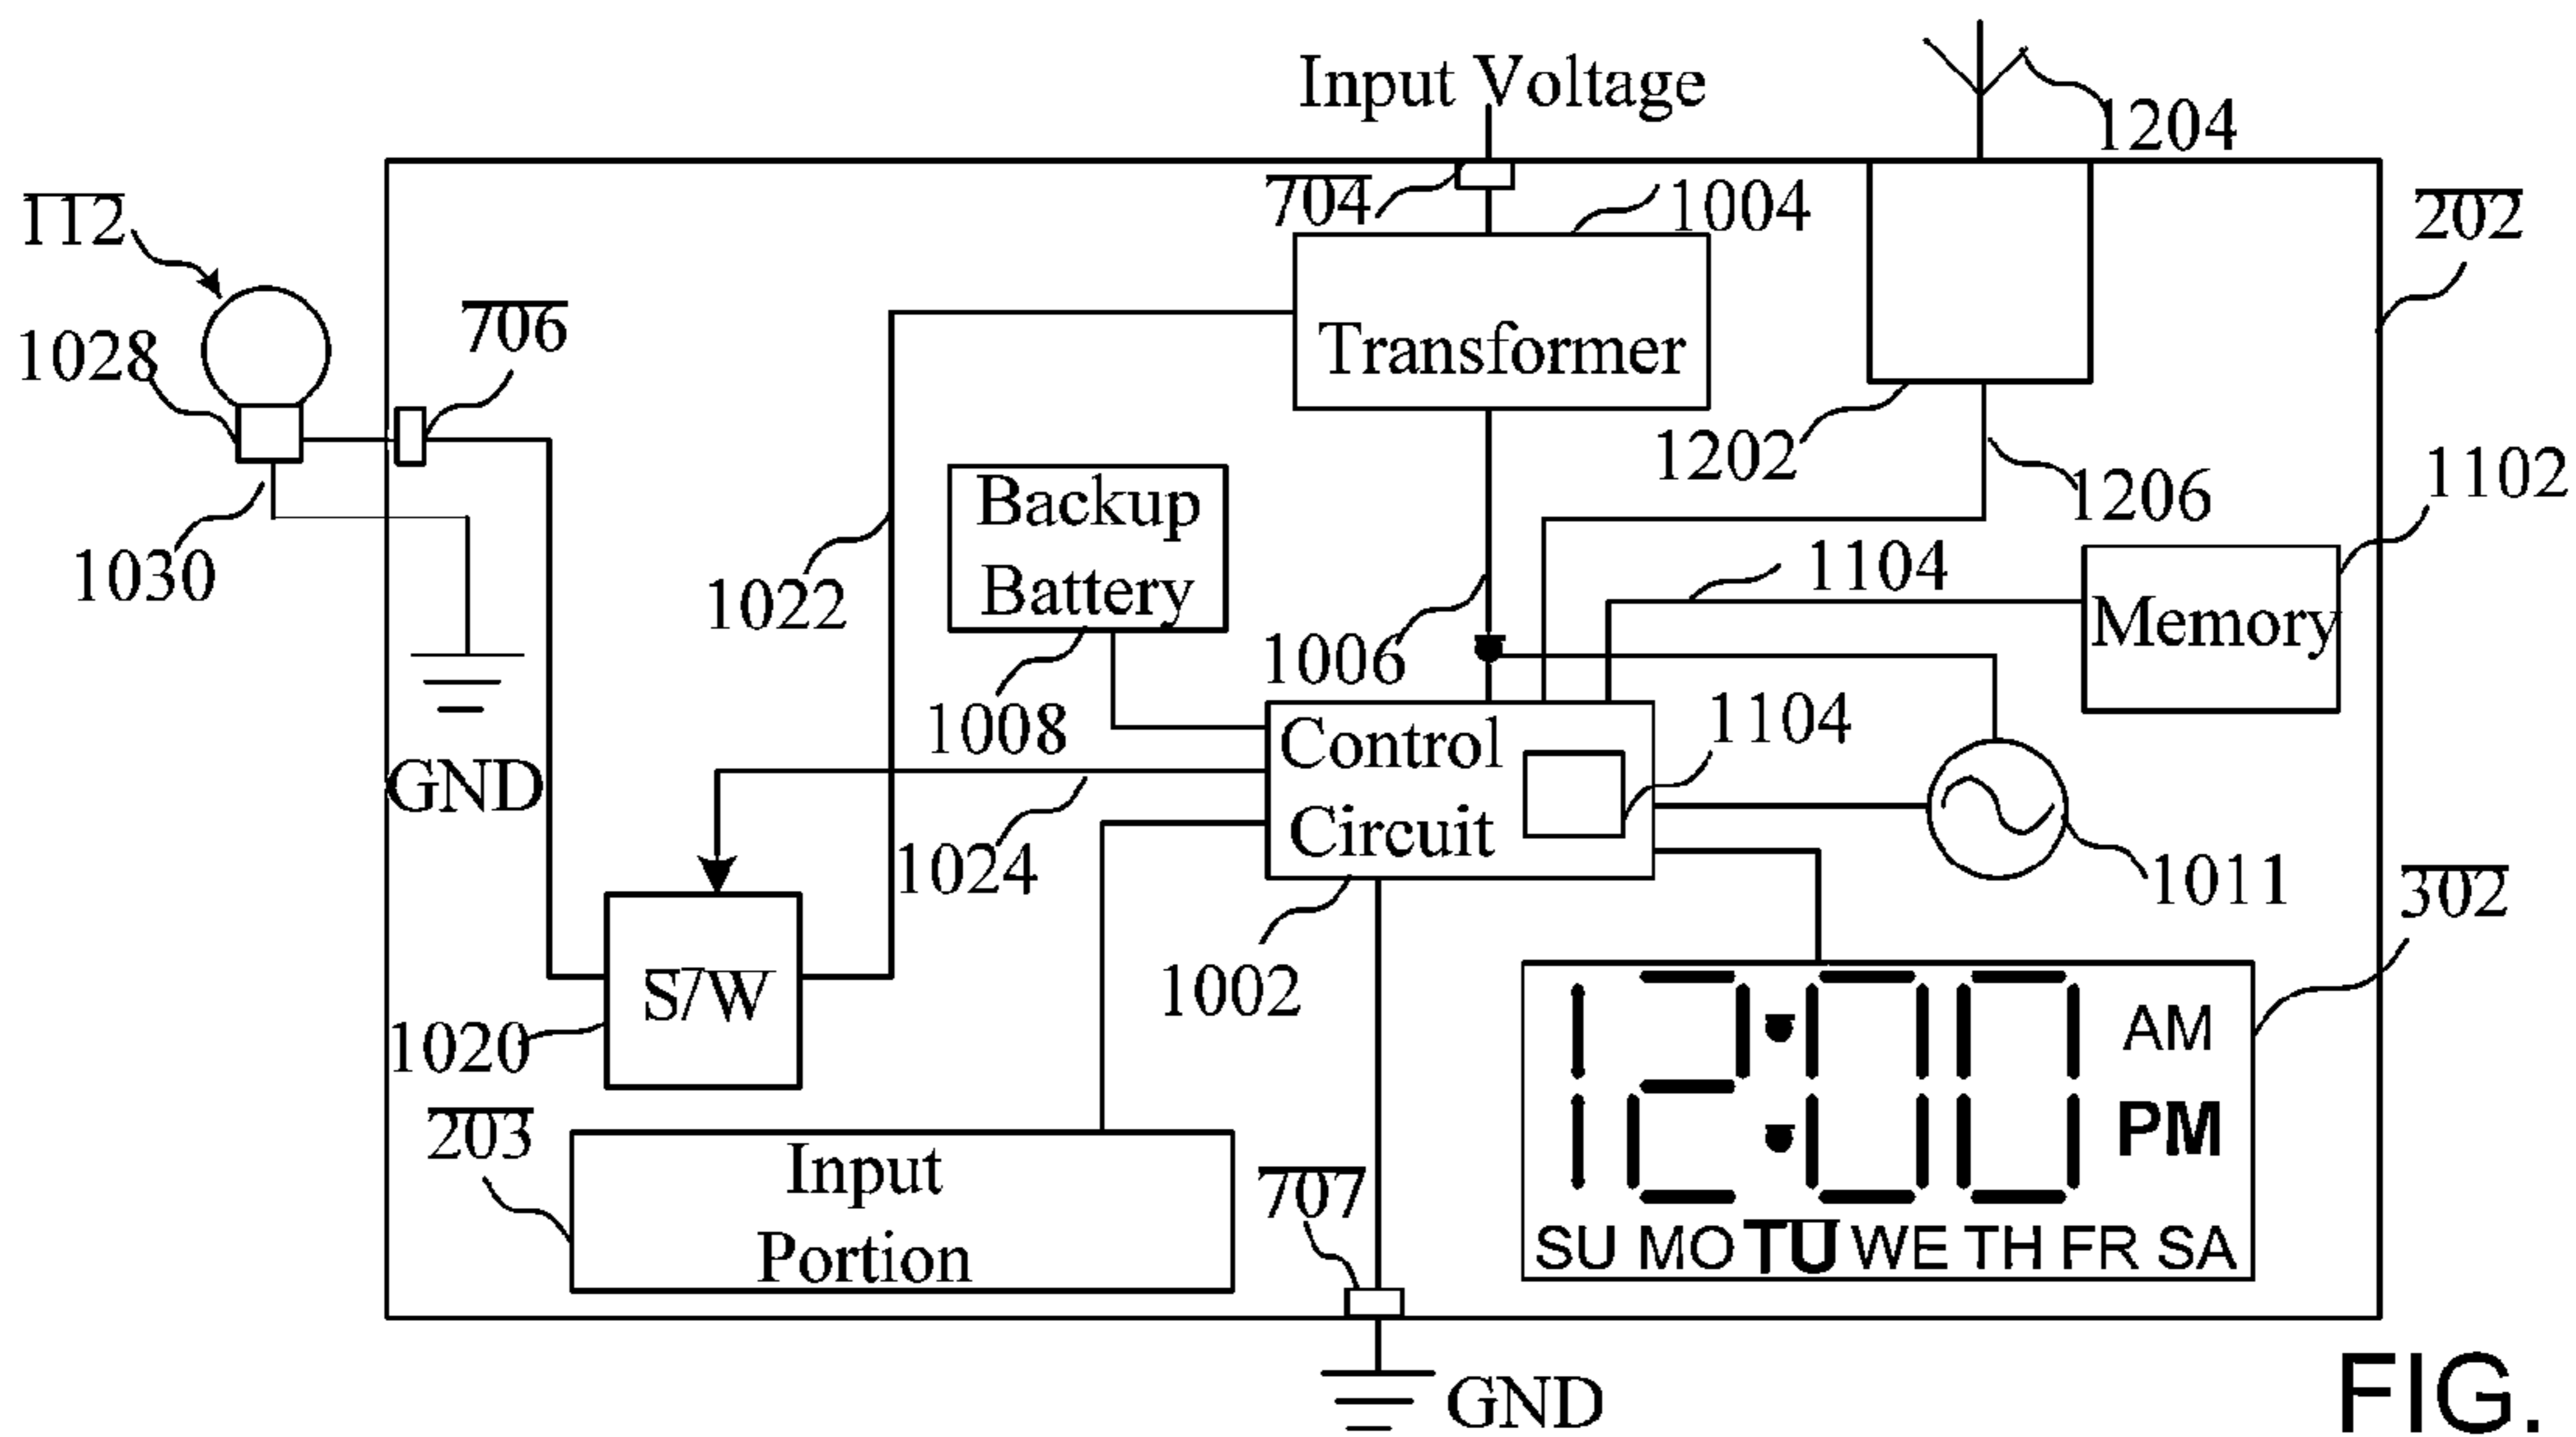 Input Voltage
1204
112
704
1004
202
706
1028
Transformer
1202
1206
1102
Backup
Battery
1030
1022
1104
Memory
1006
1008
Control
Circuit
1104
GND
1024
1011
302
1002
S/W
1020
12:00
AM
PM
203
Input
Portion
707
SU MO TU WE TH FR SA
GND
FIG.